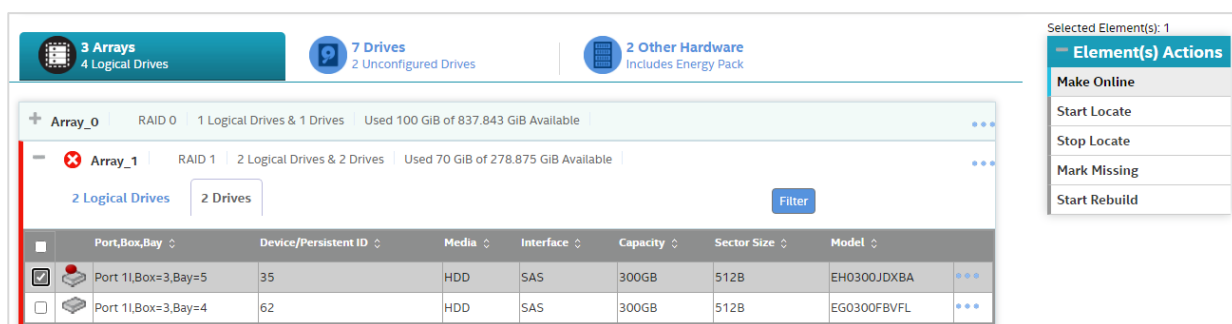 Selected Element(s): 1
3 Arrays
4 Logical Drives
7 Drives
2 Unconfigured Drives
2 Other Hardware
Includes Energy Pack
Element(s) Actions
Make Online
Start Locate
Stop Locate
Mark Missing
Start Rebuild
Array_0 RAID 0 1 Logical Drives & 1 Drives Used 100 GiB of 837.843 GiB Available
Array_1 RAID 1 2 Logical Drives & 2 Drives Used 70 GiB of 278.875 GiB Available
2 Logical Drives 2 Drives Filter
Port,Box,Bay Device/Persistent ID Media Interface Capacity Sector Size Model
Port 1I,Box=3,Bay=5 35 HDD SAS 300GB 512B EH0300JDXBA
Port 1I,Box=3,Bay=4 62 HDD SAS 300GB 512B EG0300FBVFL